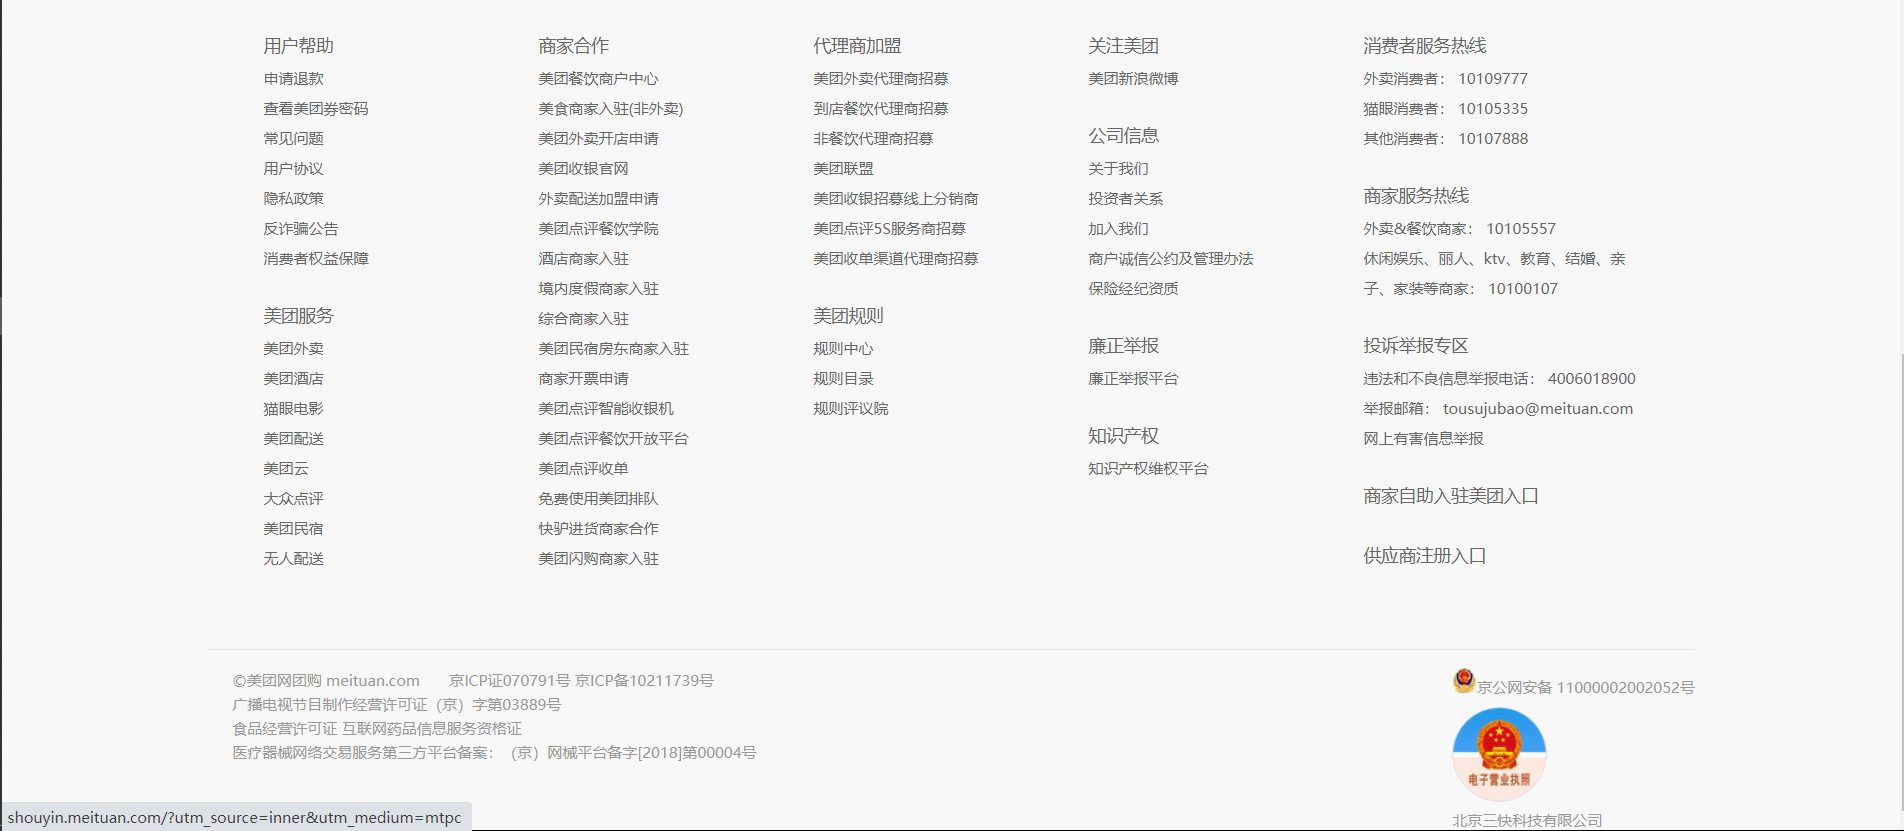 用户帮助
申请退款
查看美团券密码
常见问题
用户协议
隐私政策
反诈骗公告
消费者权益保障
美团服务
美团外卖
美团酒店
猫眼电影
美团配送
美团云
大众点评
美团民宿
无人配送
商家合作
美团餐饮商户中心
美食商家入驻(非外卖)
美团外卖开店申请
美团收银官网
外卖配送加盟申请
美团点评餐饮学院
酒店商家入驻
境内度假商家入驻
综合商家入驻
美团民宿房东商家入驻
商家开票申请
美团点评智能收银机
美团点评餐饮开放平台
美团点评收单
免费使用美团排队
快驴进货商家合作
美团闪购商家入驻
代理商加盟
美团外卖代理商招募
到店餐饮代理商招募
非餐饮代理商招募
美团联盟
美团收银招募线上分销商
美团点评5S服务商招募
美团收单渠道代理商招募
美团规则
规则中心
规则目录
规则评议院
关注美团
美团新浪微博
公司信息
关于我们
投资者关系
加入我们
商户诚信公约及管理办法
保险经纪资质
廉正举报
廉正举报平台
知识产权
知识产权维权平台
消费者服务热线
外卖消费者： 10109777
猫眼消费者： 10105335
其他消费者： 10107888
商家服务热线
外卖&餐饮商家： 10105557
休闲娱乐、丽人、ktv、教育、结婚、亲
子、家装等商家： 10100107
投诉举报专区
违法和不良信息举报电话： 4006018900
举报邮箱： tousujubao@meituan.com
网上有害信息举报
商家自助入驻美团入口
供应商注册入口
©美团网团购 meituan.com 京ICP证070791号 京ICP备10211739号
广播电视节目制作经营许可证（京）字第03889号
食品经营许可证 互联网药品信息服务资格证
医疗器械网络交易服务第三方平台备案：（京）网械平台备字[2018]第00004号
京公网安备 11000002002052号
电子营业执照
北京三快科技有限公司
shouyin.meituan.com/?utm_source=inner&utm_medium=mtpc